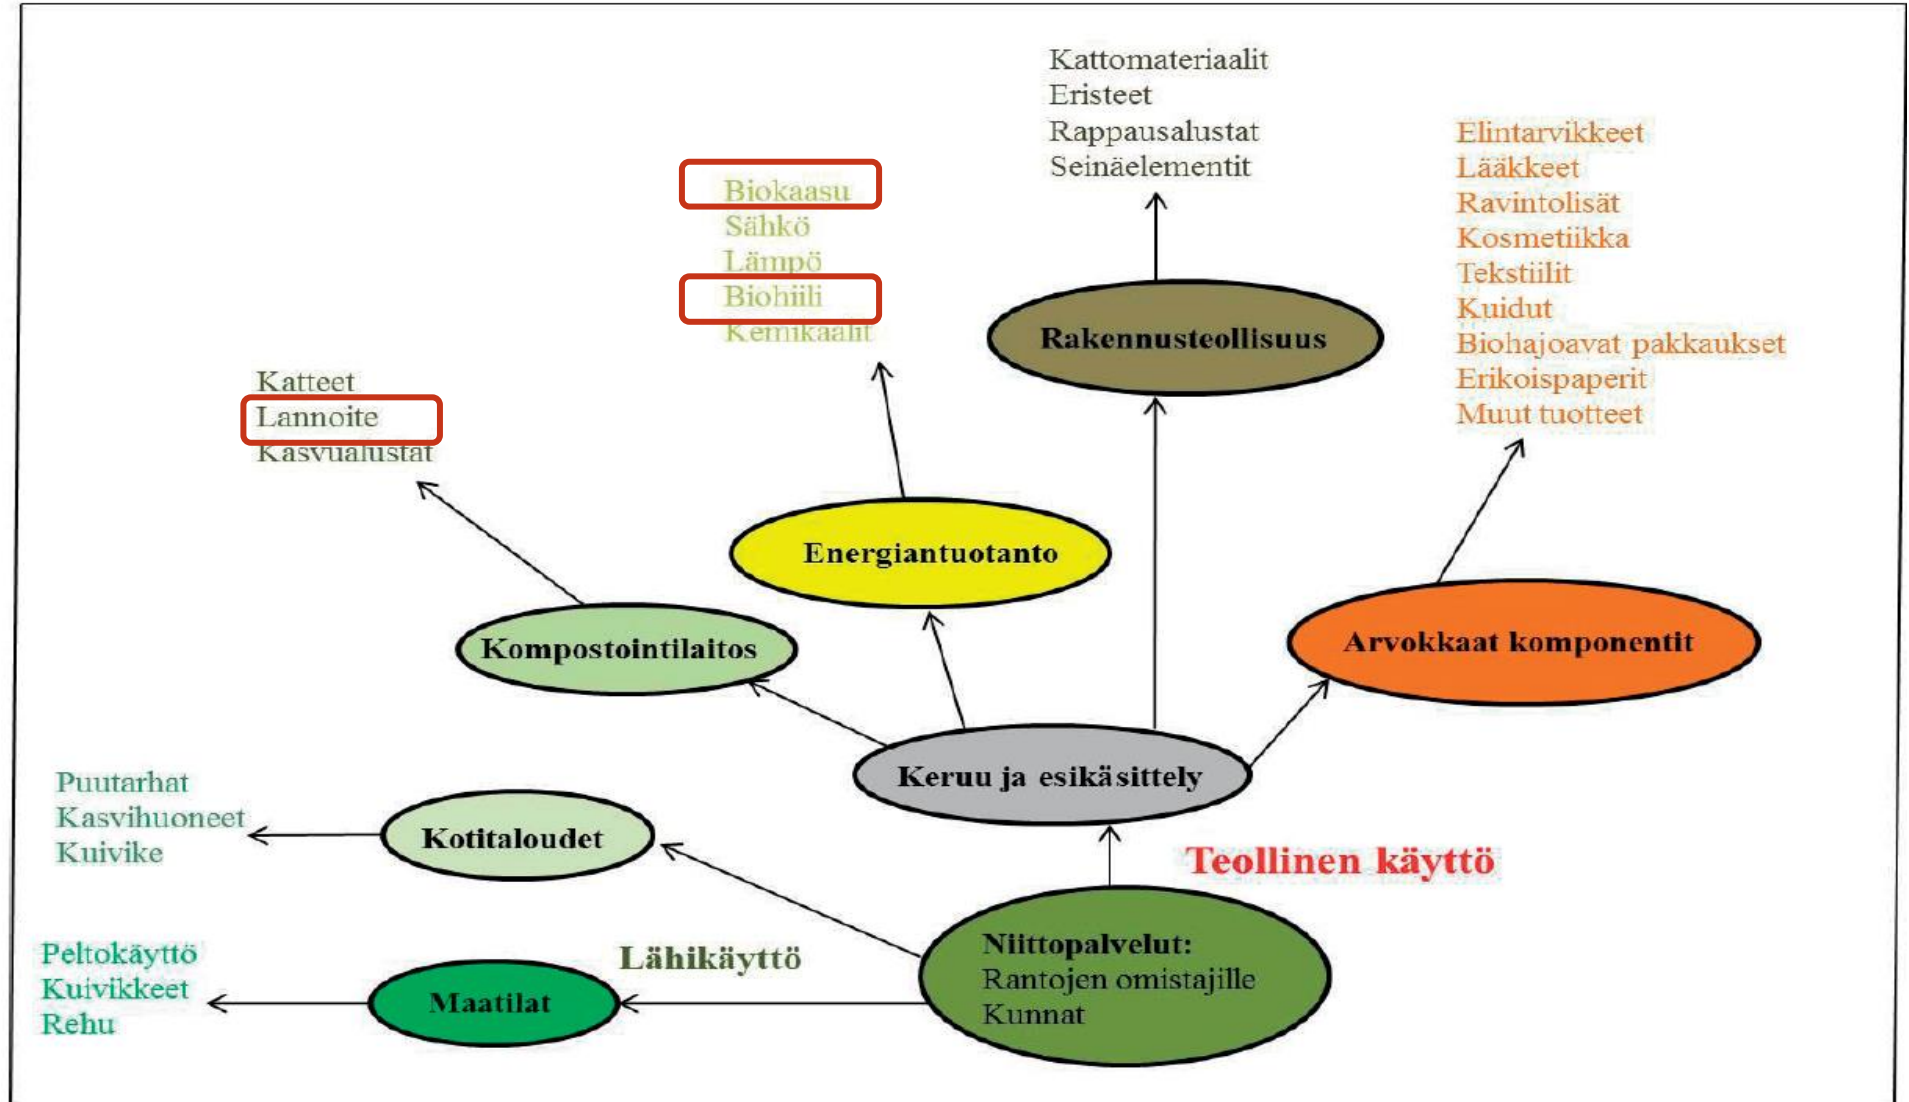 Kattomateriaalit
Eristeet
Rappausalustat
Seinäelementit
Elintarvikkeet
Lääkkeet
Ravintolisät
Kosmetiikka
Tekstiilit
Kuidut
Biohajoavat pakkaukset
Erikoispaperit
Muut tuotteet
Biokaasu
Sähkö
Lämpö
Biohiili
Kemikaalit
Rakennusteollisuus
Katteet
Lannoite
Kasvualustat
Energiantuotanto
Kompostointilaitos
Arvokkaat komponentit
Keruu ja esikäsittely
Puutarhat
Kasvihuoneet
Kuivike
Kotitaloudet
Teollinen käyttö
Lähikäyttö
Niittopalvelut:
Rantojen omistajille
Kunnat
Peltokäyttö
Kuivikkeet
Rehu
Maatilat